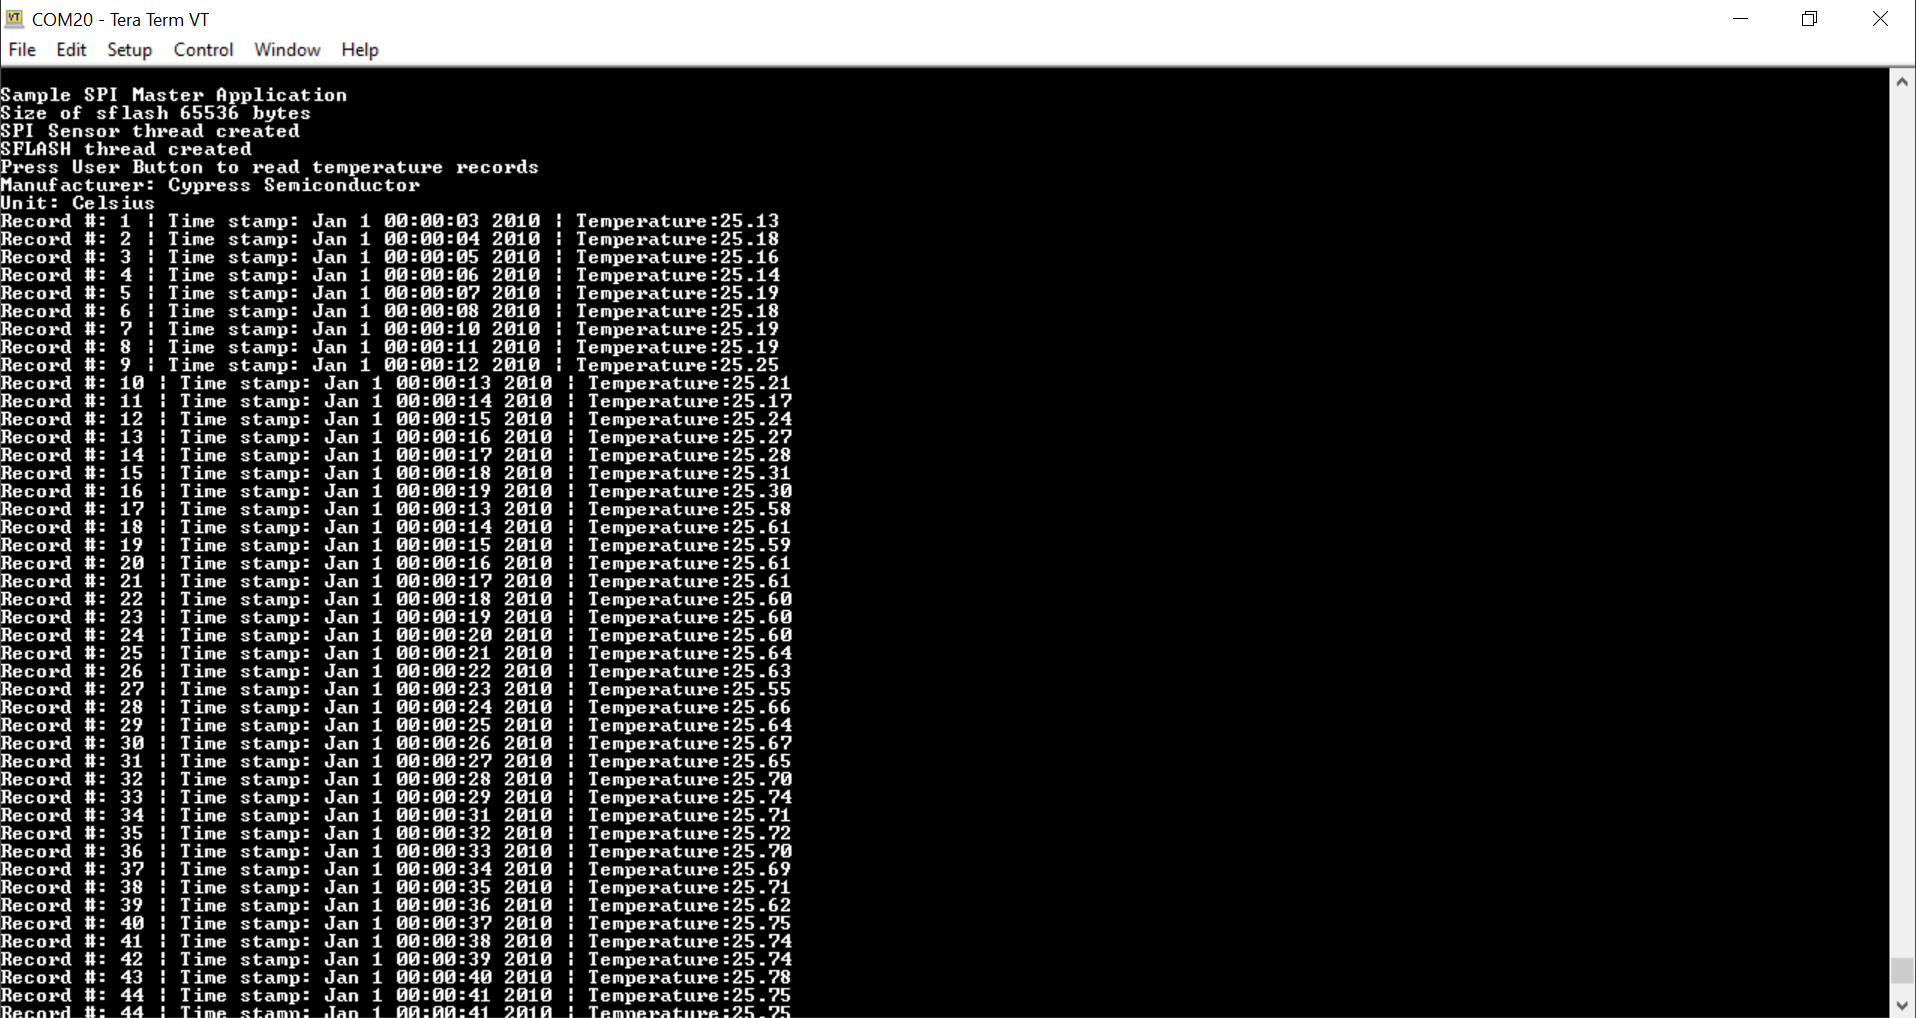 COM20 - Tera Term VT
File Edit Setup Control Window Help
Sample SPI Master Application
Size of sflash 65536 bytes
SPI Sensor thread created
SFLASH thread created
Press User Button to read temperature records
Manufacturer: Cypress Semiconductor
Unit: Celsius
Record #: 1 ¦ Time stamp: Jan 1 00:00:03 2010 ¦ Temperature:25.13
Record #: 2 ¦ Time stamp: Jan 1 00:00:04 2010 ¦ Temperature:25.18
Record #: 3 ¦ Time stamp: Jan 1 00:00:05 2010 ¦ Temperature:25.16
Record #: 4 ¦ Time stamp: Jan 1 00:00:06 2010 ¦ Temperature:25.14
Record #: 5 ¦ Time stamp: Jan 1 00:00:07 2010 ¦ Temperature:25.19
Record #: 6 ¦ Time stamp: Jan 1 00:00:08 2010 ¦ Temperature:25.18
Record #: 7 ¦ Time stamp: Jan 1 00:00:10 2010 ¦ Temperature:25.19
Record #: 8 ¦ Time stamp: Jan 1 00:00:11 2010 ¦ Temperature:25.19
Record #: 9 ¦ Time stamp: Jan 1 00:00:12 2010 ¦ Temperature:25.25
Record #: 10 ¦ Time stamp: Jan 1 00:00:13 2010 ¦ Temperature:25.21
Record #: 11 ¦ Time stamp: Jan 1 00:00:14 2010 ¦ Temperature:25.17
Record #: 12 ¦ Time stamp: Jan 1 00:00:15 2010 ¦ Temperature:25.24
Record #: 13 ¦ Time stamp: Jan 1 00:00:16 2010 ¦ Temperature:25.27
Record #: 14 ¦ Time stamp: Jan 1 00:00:17 2010 ¦ Temperature:25.28
Record #: 15 ¦ Time stamp: Jan 1 00:00:18 2010 ¦ Temperature:25.31
Record #: 16 ¦ Time stamp: Jan 1 00:00:19 2010 ¦ Temperature:25.30
Record #: 17 ¦ Time stamp: Jan 1 00:00:13 2010 ¦ Temperature:25.58
Record #: 18 ¦ Time stamp: Jan 1 00:00:14 2010 ¦ Temperature:25.61
Record #: 19 ¦ Time stamp: Jan 1 00:00:15 2010 ¦ Temperature:25.59
Record #: 20 ¦ Time stamp: Jan 1 00:00:16 2010 ¦ Temperature:25.61
Record #: 21 ¦ Time stamp: Jan 1 00:00:17 2010 ¦ Temperature:25.61
Record #: 22 ¦ Time stamp: Jan 1 00:00:18 2010 ¦ Temperature:25.60
Record #: 23 ¦ Time stamp: Jan 1 00:00:19 2010 ¦ Temperature:25.60
Record #: 24 ¦ Time stamp: Jan 1 00:00:20 2010 ¦ Temperature:25.60
Record #: 25 ¦ Time stamp: Jan 1 00:00:21 2010 ¦ Temperature:25.64
Record #: 26 ¦ Time stamp: Jan 1 00:00:22 2010 ¦ Temperature:25.63
Record #: 27 ¦ Time stamp: Jan 1 00:00:23 2010 ¦ Temperature:25.55
Record #: 28 ¦ Time stamp: Jan 1 00:00:24 2010 ¦ Temperature:25.66
Record #: 29 ¦ Time stamp: Jan 1 00:00:25 2010 ¦ Temperature:25.64
Record #: 30 ¦ Time stamp: Jan 1 00:00:26 2010 ¦ Temperature:25.67
Record #: 31 ¦ Time stamp: Jan 1 00:00:27 2010 ¦ Temperature:25.65
Record #: 32 ¦ Time stamp: Jan 1 00:00:28 2010 ¦ Temperature:25.70
Record #: 33 ¦ Time stamp: Jan 1 00:00:29 2010 ¦ Temperature:25.74
Record #: 34 ¦ Time stamp: Jan 1 00:00:31 2010 ¦ Temperature:25.71
Record #: 35 ¦ Time stamp: Jan 1 00:00:32 2010 ¦ Temperature:25.72
Record #: 36 ¦ Time stamp: Jan 1 00:00:33 2010 ¦ Temperature:25.70
Record #: 37 ¦ Time stamp: Jan 1 00:00:34 2010 ¦ Temperature:25.69
Record #: 38 ¦ Time stamp: Jan 1 00:00:35 2010 ¦ Temperature:25.71
Record #: 39 ¦ Time stamp: Jan 1 00:00:36 2010 ¦ Temperature:25.62
Record #: 40 ¦ Time stamp: Jan 1 00:00:37 2010 ¦ Temperature:25.75
Record #: 41 ¦ Time stamp: Jan 1 00:00:38 2010 ¦ Temperature:25.74
Record #: 42 ¦ Time stamp: Jan 1 00:00:39 2010 ¦ Temperature:25.74
Record #: 43 ¦ Time stamp: Jan 1 00:00:40 2010 ¦ Temperature:25.78
Record #: 44 ¦ Time stamp: Jan 1 00:00:41 2010 ¦ Temperature:25.75
Record #: 44 ¦ Time stamp: Jan 1 00:00:41 2010 ¦ Temperature:25.75